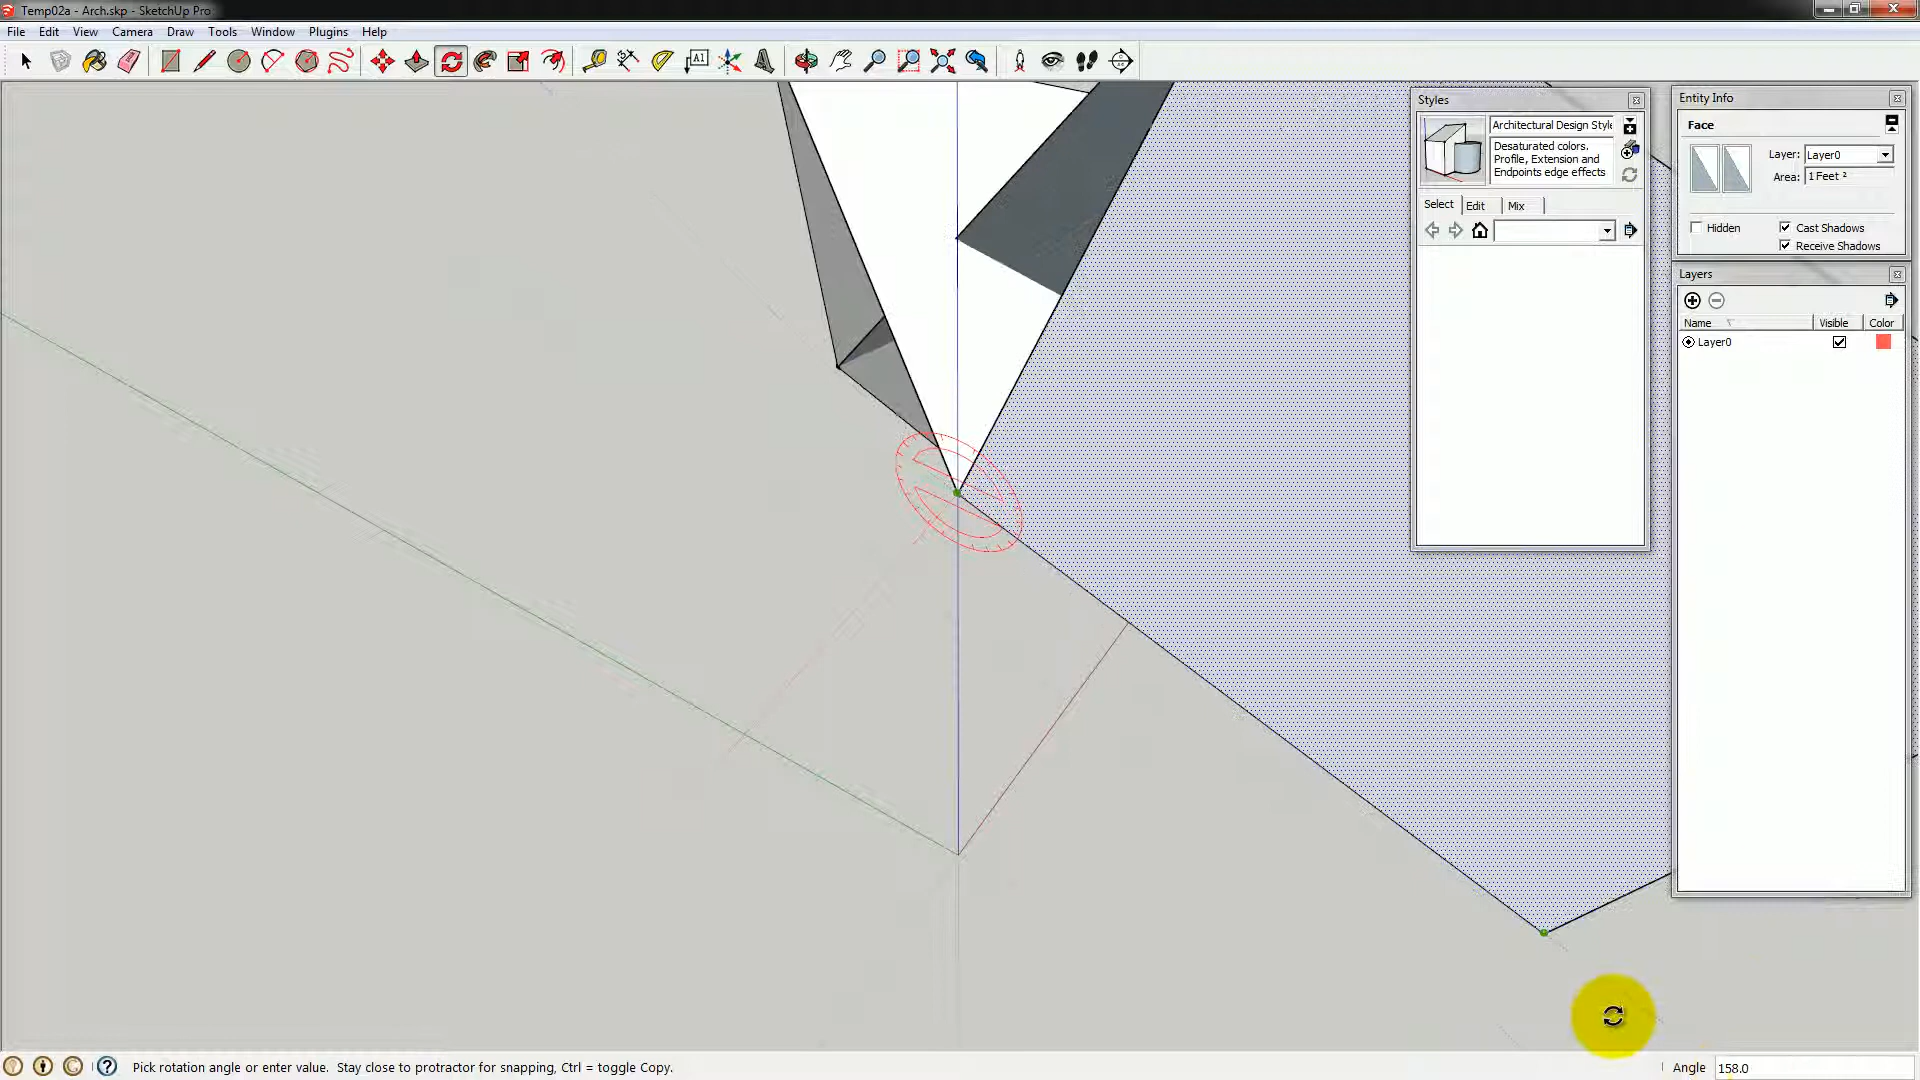 Temp02a - Arch.skp - SketchUp Pro
File Edit View Camera Draw Tools Window Plugins Help
A1
Styles
Architectural Design Style
Desaturated colors.
Profile, Extension and
Endpoints edge effects
Select Edit Mix
Entity Info
Face
Layer: Layer0
Area: 1 Feet ²
Hidden
Cast Shadows
Receive Shadows
Layers
Name Visible Color
Layer0
Pick rotation angle or enter value. Stay close to protractor for snapping, Ctrl = toggle Copy.
Angle 158.0